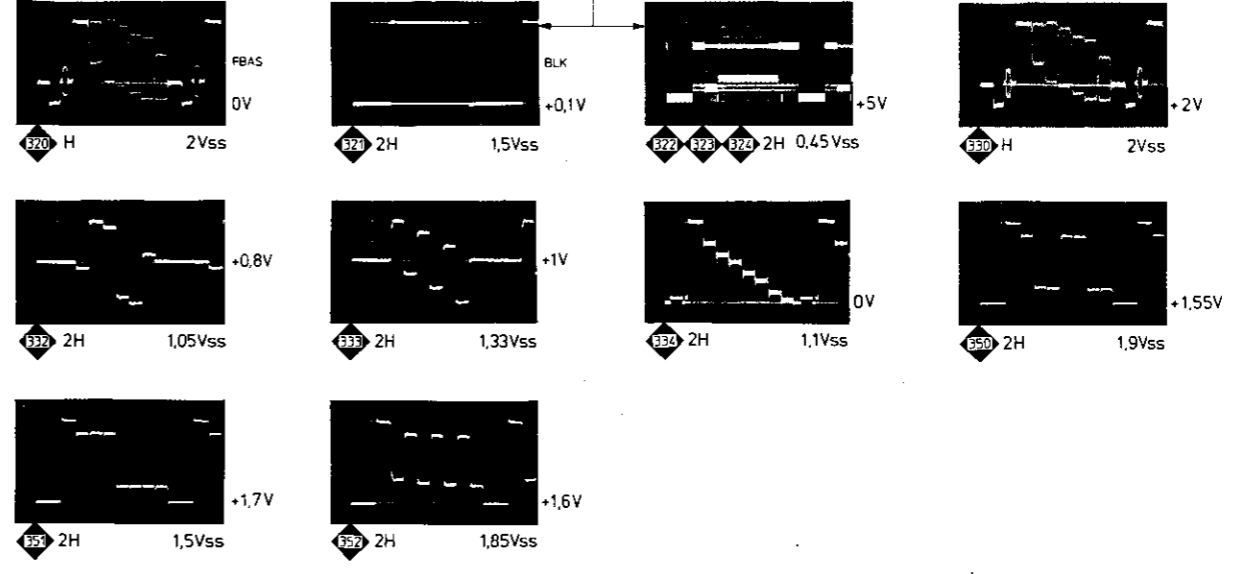 FBAS
0V
320 H 2Vss
BLK
+0,1V
321 2H 1,5Vss
+5V
322 323 324 2H 0,45Vss
+2V
330 H 2Vss
+0,8V
332 2H 1,05Vss
+1V
333 2H 1,33Vss
0V
334 2H 1,1Vss
+1,55V
350 2H 1,9Vss
+1,7V
351 2H 1,5Vss
+1,6V
352 2H 1,85Vss